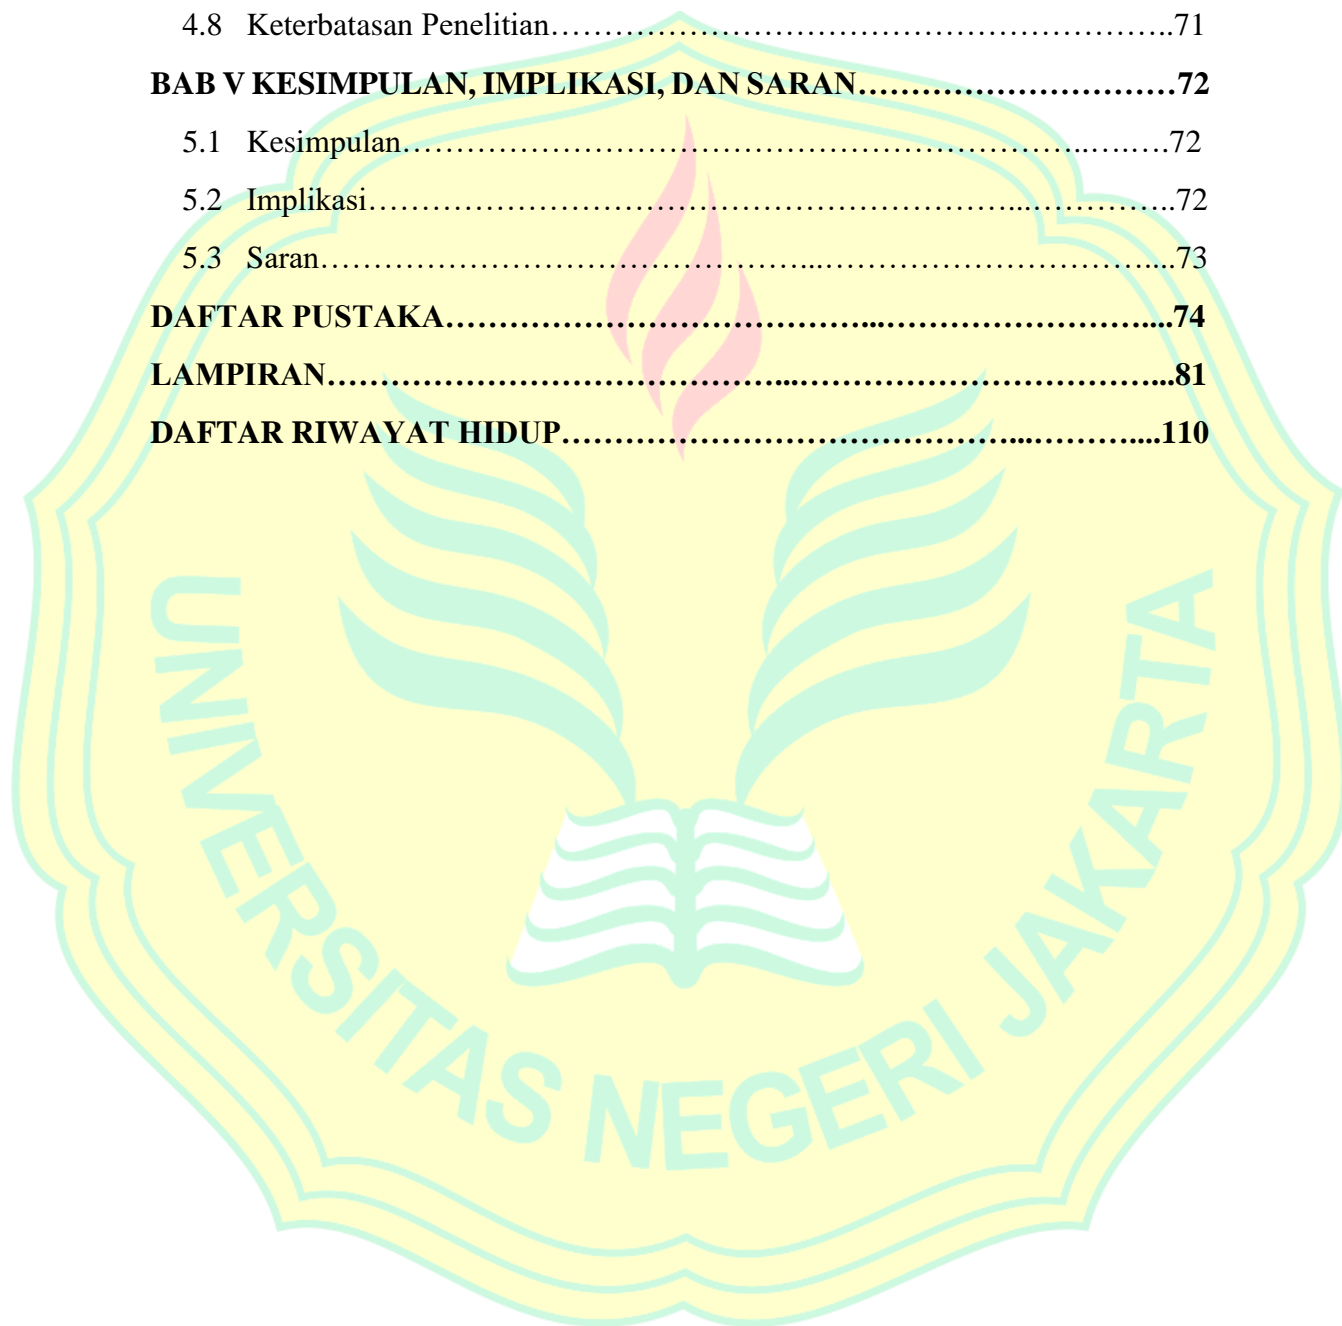 4.8 Keterbatasan Penelitian…………………………………………………………..71
BAB V KESIMPULAN, IMPLIKASI, DAN SARAN…………………………72
5.1 Kesimpulan……………………………………………………………..……….72
5.2 Implikasi…………………………………………………………...…………..72
5.3 Saran…………………………………………...…………………………....73
DAFTAR PUSTAKA…………………………………...……………………....74
LAMPIRAN……………………………………...……………………………...81
DAFTAR RIWAYAT HIDUP……………………………………...………....110
UNIVERSITAS NEGERI JAKARTA